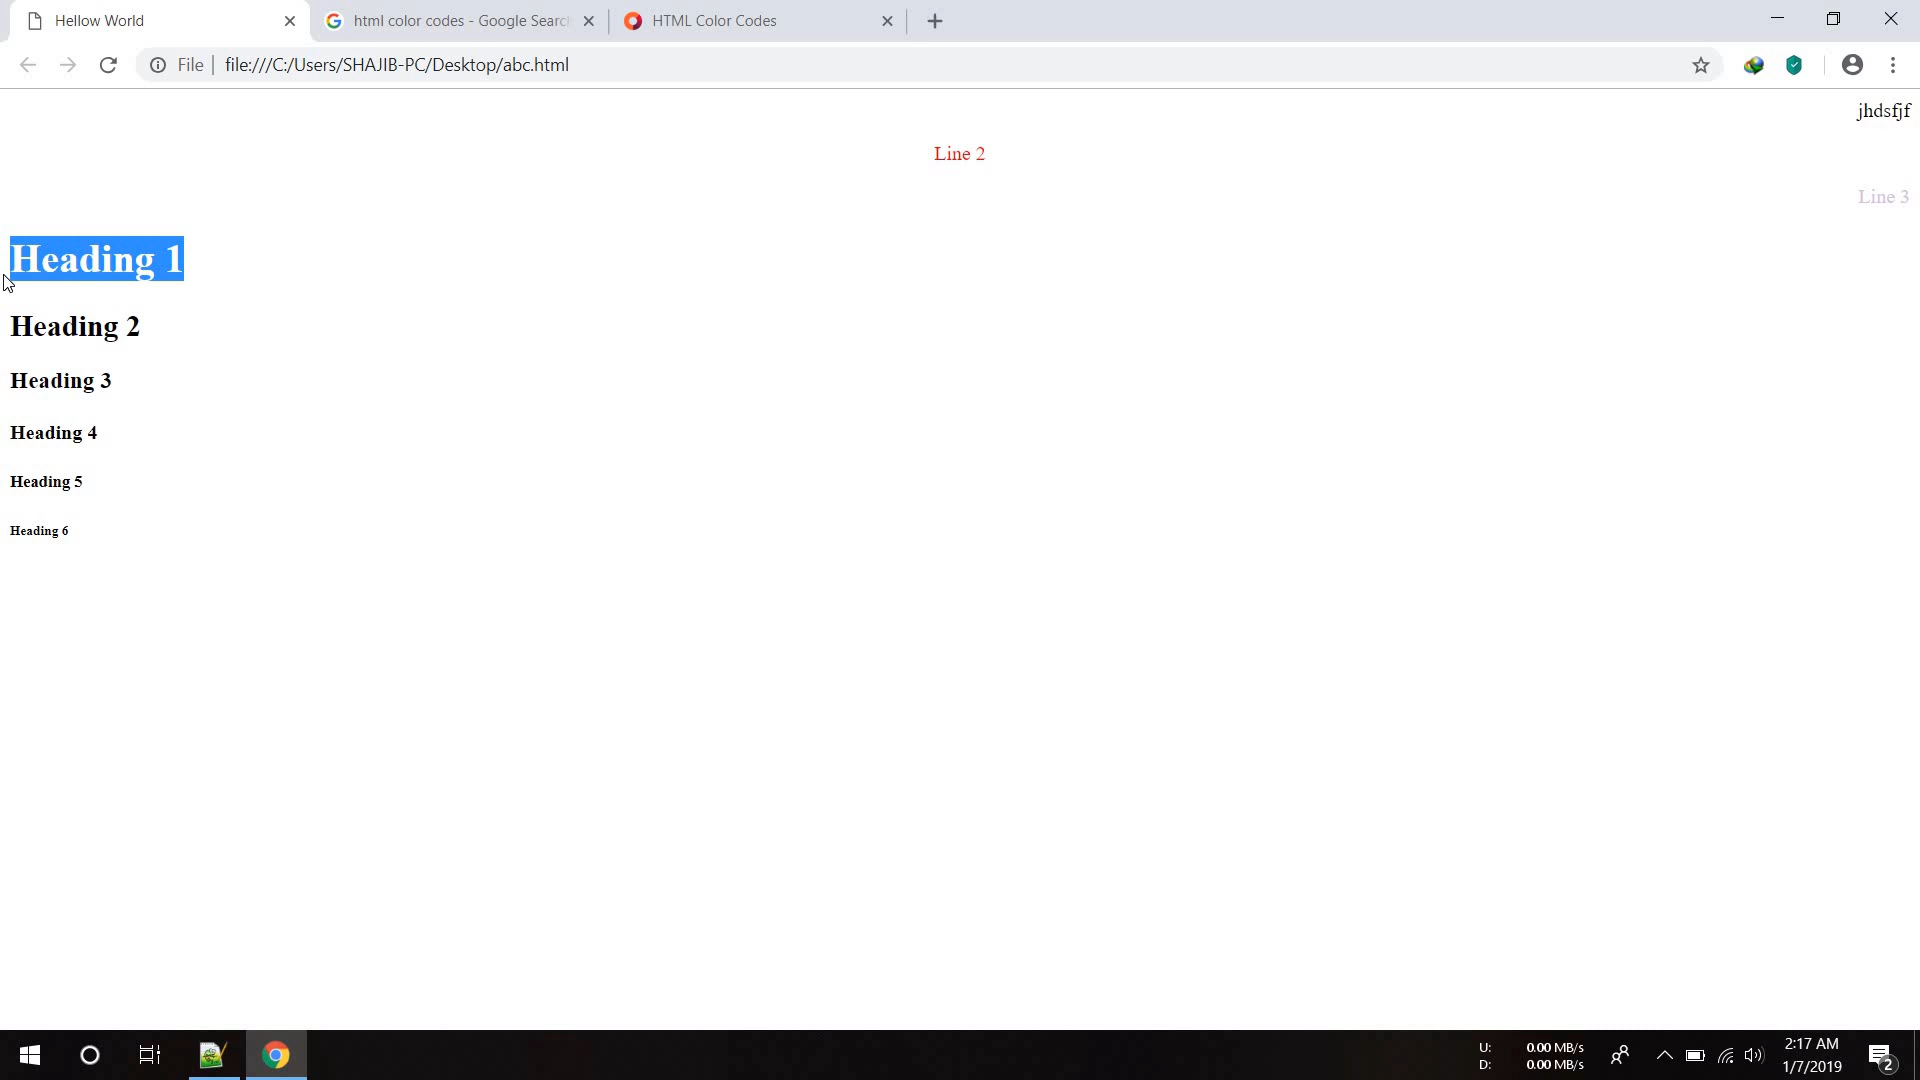 Hellow World
html color codes - Google Searc
HTML Color Codes
File
file:///C:/Users/SHAJIB-PC/Desktop/abc.html
jhdsfjf
Line 2
Line 3
Heading 1
Heading 2
Heading 3
Heading 4
Heading 5
Heading 6
U: 0.00 MB/s
D: 0.00 MB/s
2:17 AM
1/7/2019
2